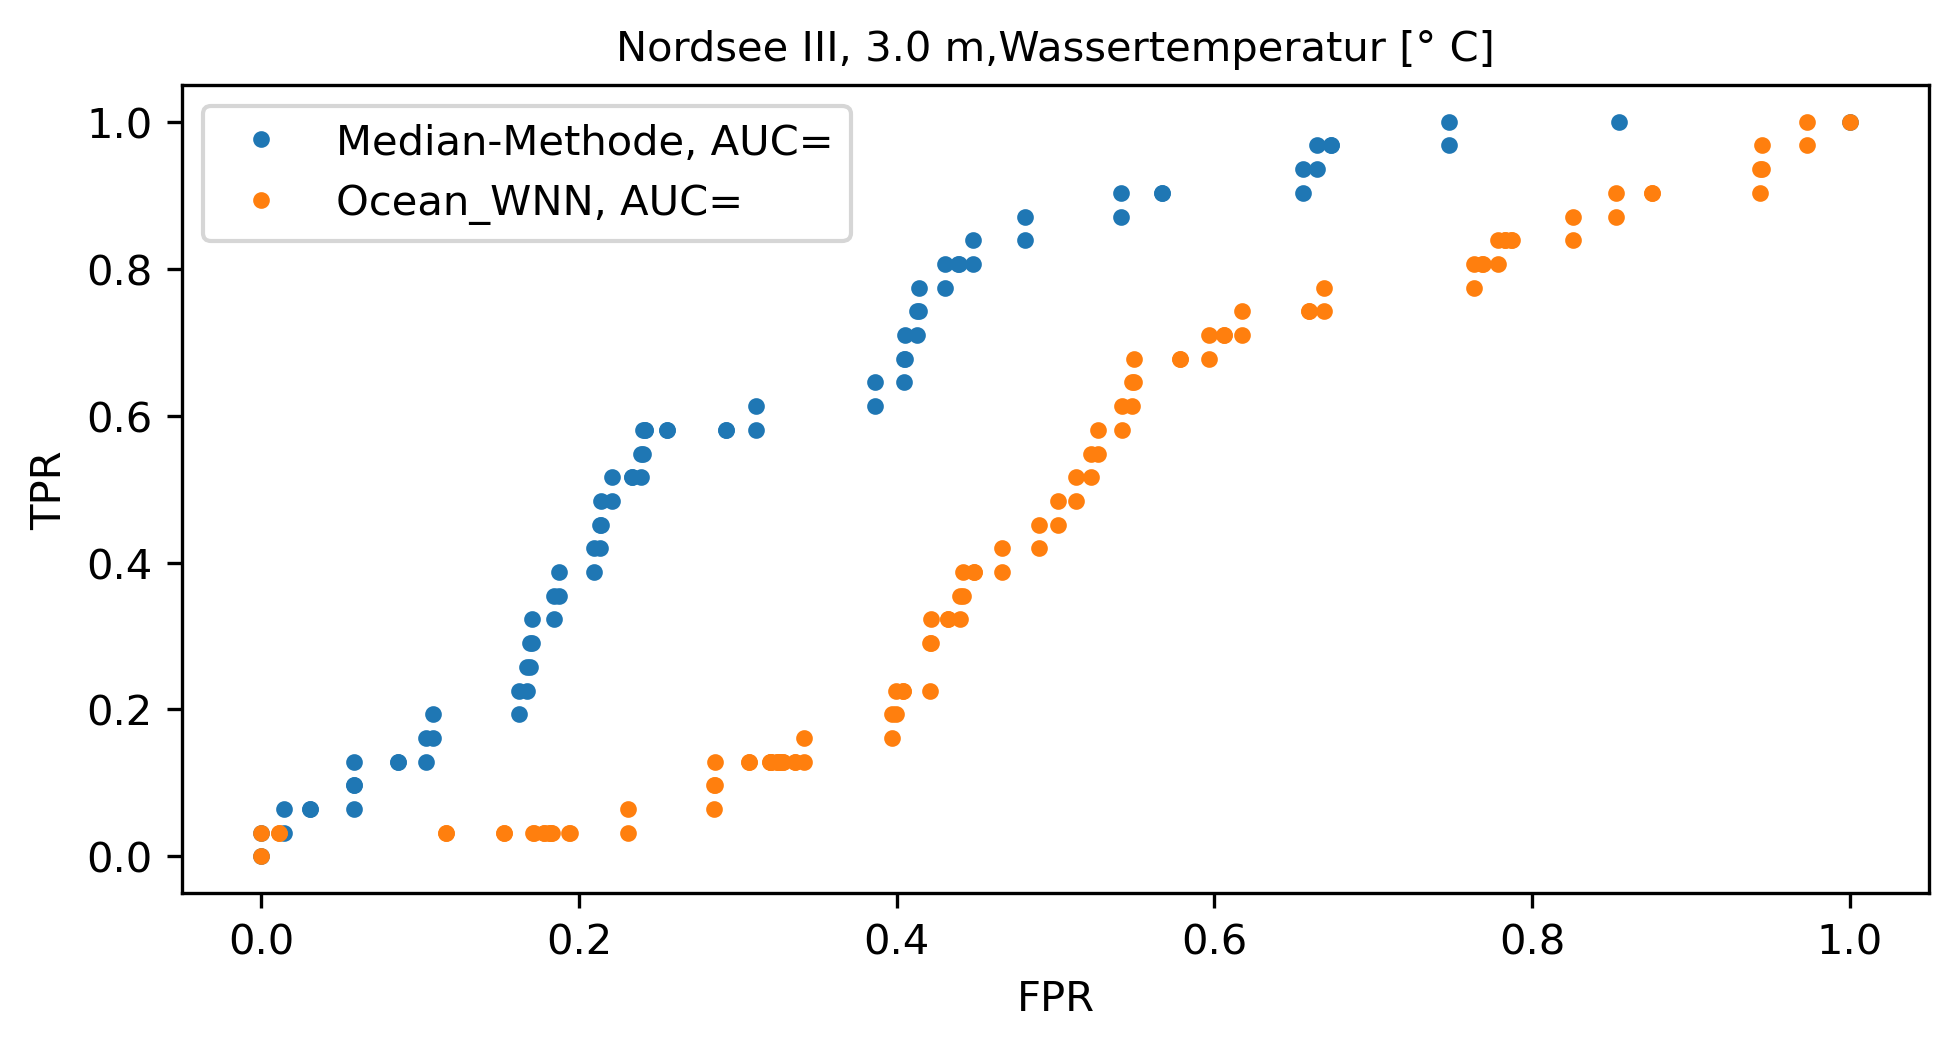 Nordsee III, 3.0 m,Wassertemperatur [° C]
Median-Methode, AUC=
Ocean_WNN, AUC=
1.0
0.8
0.6
0.4
0.2
0.0
TPR
0.0 0.2 0.4 0.6 0.8 1.0
FPR